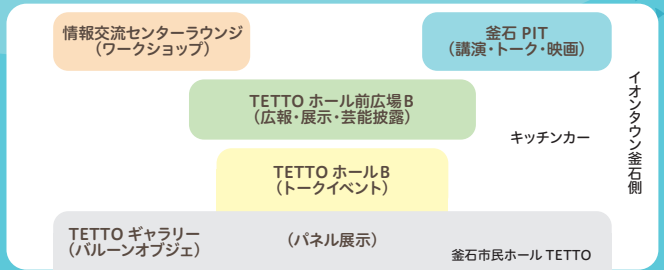 情報交流センターラウンジ
（ワークショップ）
釜石 PIT
（講演・トーク・映画）
TETTO ホール前広場B
（広報・展示・芸能披露）
キッチンカー
イオンタウン釜石側
TETTO ホールB
（トークイベント）
TETTO ギャラリー
（バルーンオブジェ）
（パネル展示）
釜石市民ホール TETTO